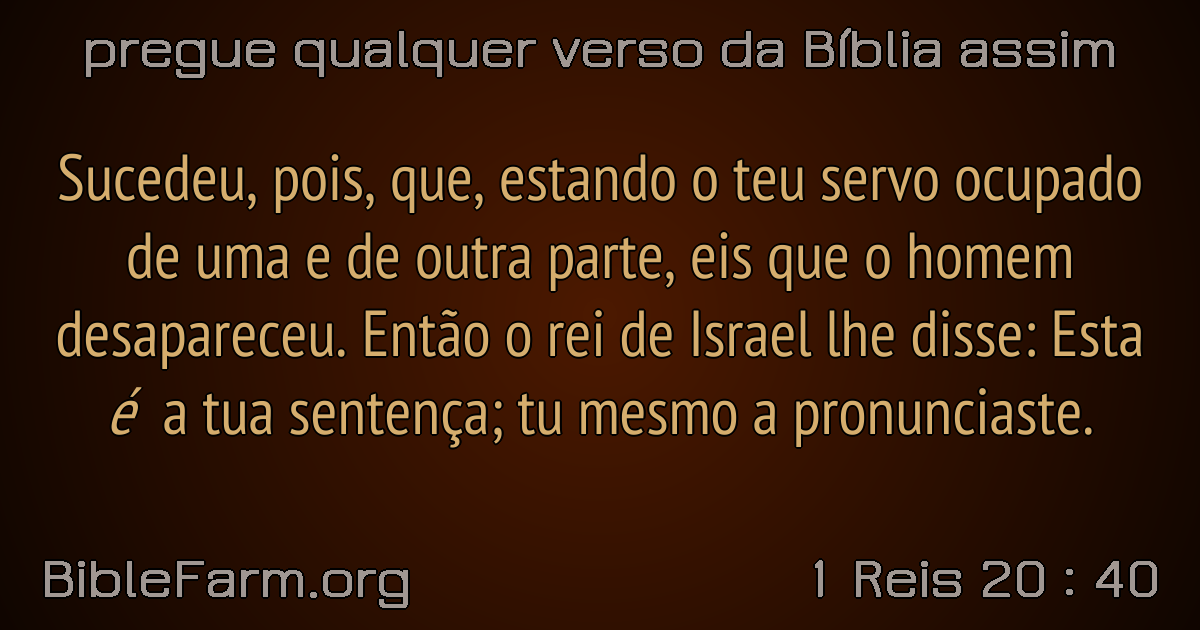 pregue qualquer verso da Bíblia assim
Sucedeu, pois, que, estando o teu servo ocupado
de uma e de outra parte, eis que o homem
desapareceu. Então o rei de Israel lhe disse: Esta
é a tua sentença; tu mesmo a pronunciaste.
BibleFarm.org
1 Reis 20 : 40